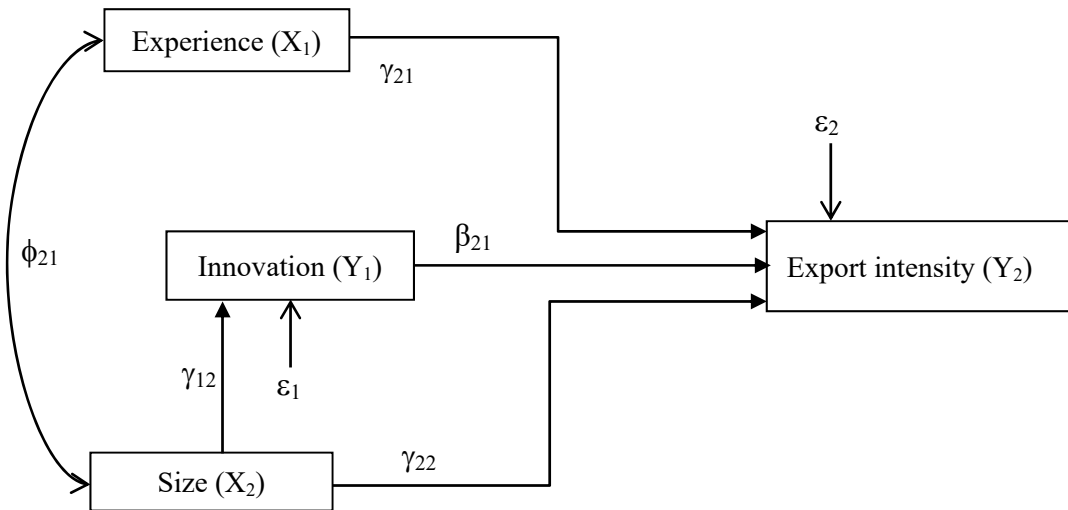 Experience (X₁)
γ₂₁
ε₂
ϕ₂₁
Innovation (Y₁)
β₂₁
Export intensity (Y₂)
γ₁₂
ε₁
Size (X₂)
γ₂₂